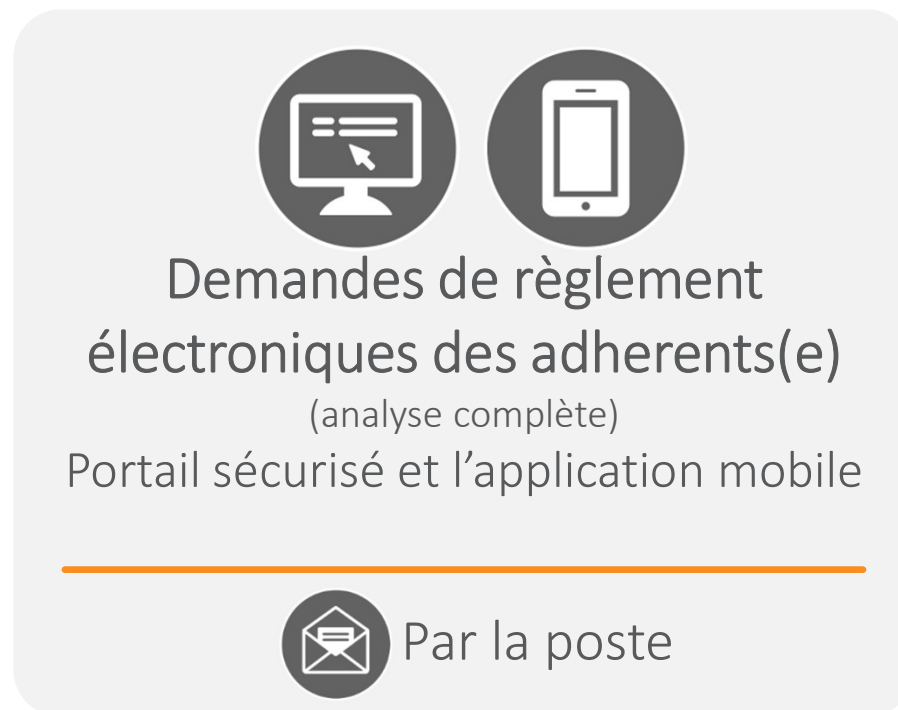 Demandes de règlement
électroniques des adherents(e)
(analyse complète)
Portail sécurisé et l’application mobile
Par la poste